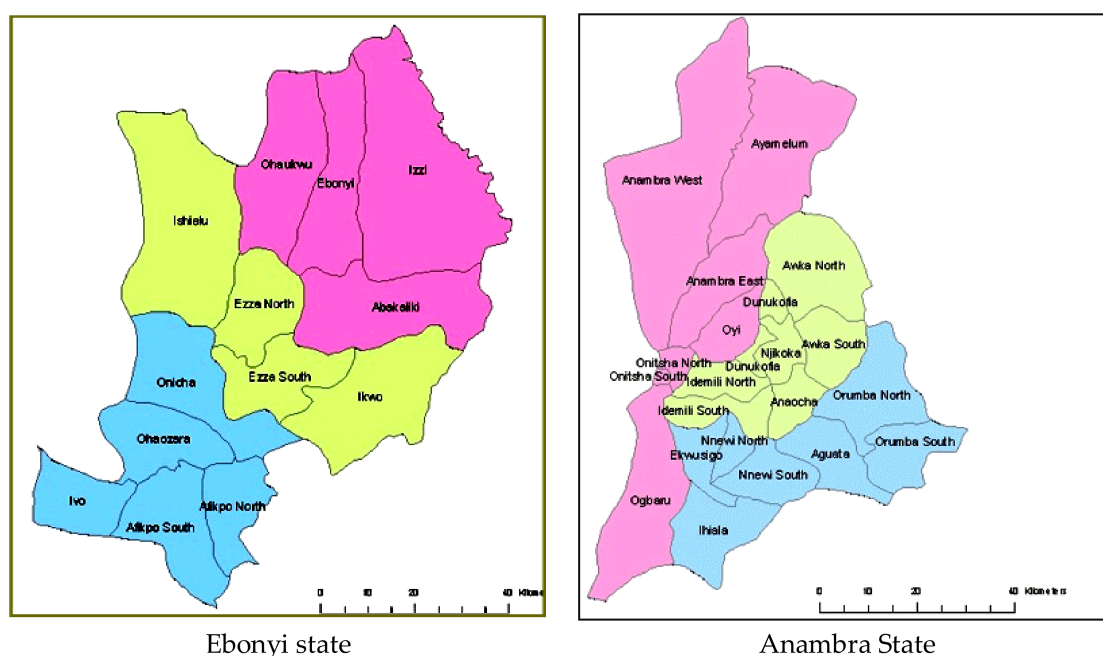 Ohaukwu
Ebonyi
Izzi
Ishielu
Ezza North
Abakaliki
Ezza South
Onicha
Ikwo
Ohaozara
Ivo
Afikpo North
Afikpo South
0 10 20 40
Ebonyi state
Ayamelum
Anambra West
Awka North
Anambra East
Dunukofia
Oyi
Awka South
Njikoka
Onitsha North
Dunukofia
Onitsha South
Idemili North
Orumba North
Anaocha
Idemili South
Nnewi North
Orumba South
Ekwusigo
Aguata
Nnewi South
Ogbaru
Ihiala
0 10 20 40 Kilometers
Anambra State